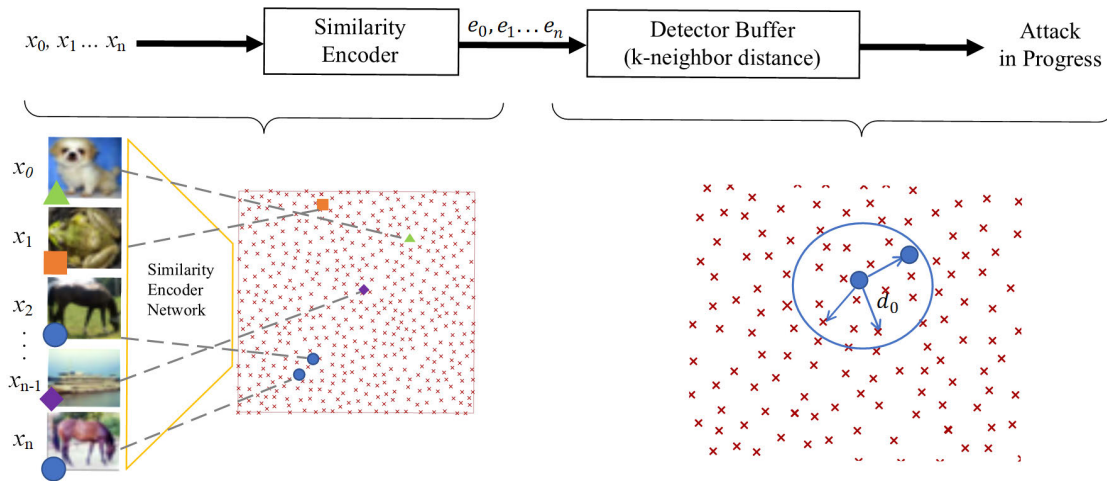 x0, x1 ... xn
Similarity
Encoder
e0, e1 ... en
Detector Buffer
(k-neighbor distance)
Attack
in Progress
x0
x1
x2
⋮
xn-1
xn
Similarity
Encoder
Network
d0